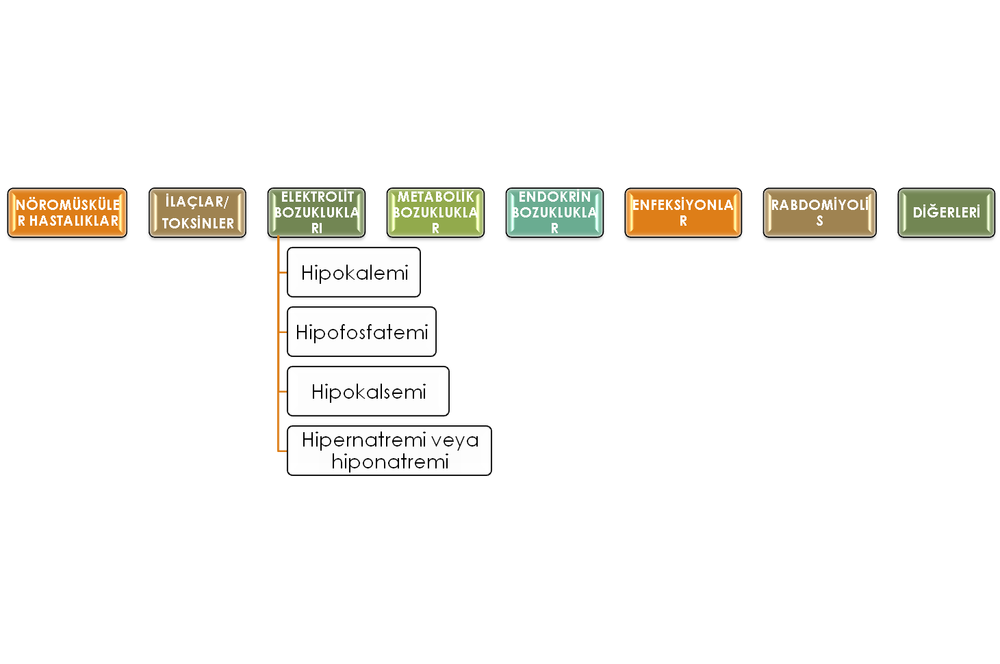 NÖROMÜSKÜLE
R HASTALIKLAR
İLAÇLAR/
TOKSİNLER
ELEKTROLİT
BOZUKLUKLA
RI
METABOLİK
BOZUKLUKLA
R
ENDOKRİN
BOZUKLUKLA
R
ENFEKSİYONLA
R
RABDOMİYOLİ
S
DİĞERLERİ
Hipokalemi
Hipofosfatemi
Hipokalsemi
Hipernatremi veya
hiponatremi